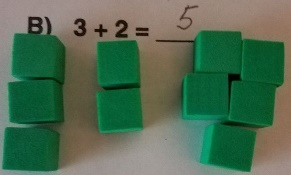 B) 3 + 2 = 5